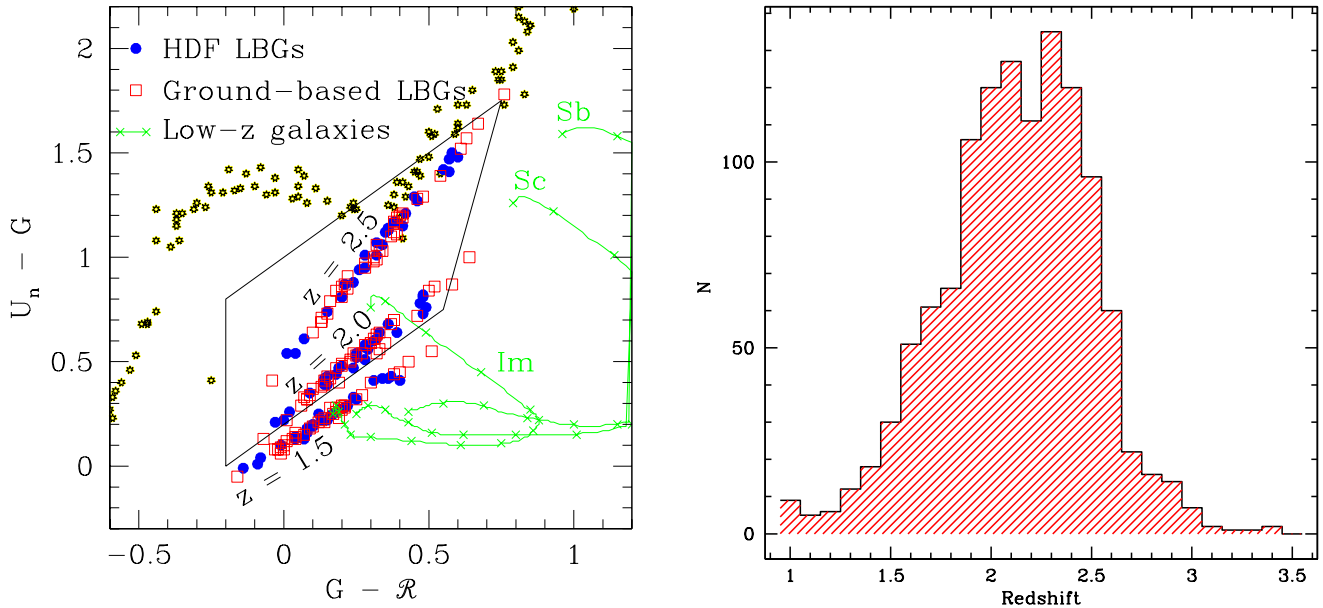 HDF LBGs
Ground-based LBGs
Low-z galaxies
Sb
Sc
Im
z = 2.5
z = 2.0
z = 1.5
2
1.5
1
0.5
0
U_n - G
-0.5
0
0.5
1
G - ℛ
100
50
0
N
1
1.5
2
2.5
3
3.5
Redshift